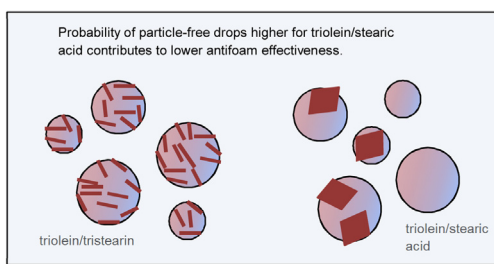 Probability of particle-free drops higher for triolein/stearic
acid contributes to lower antifoam effectiveness.
triolein/tristearin
triolein/stearic
acid